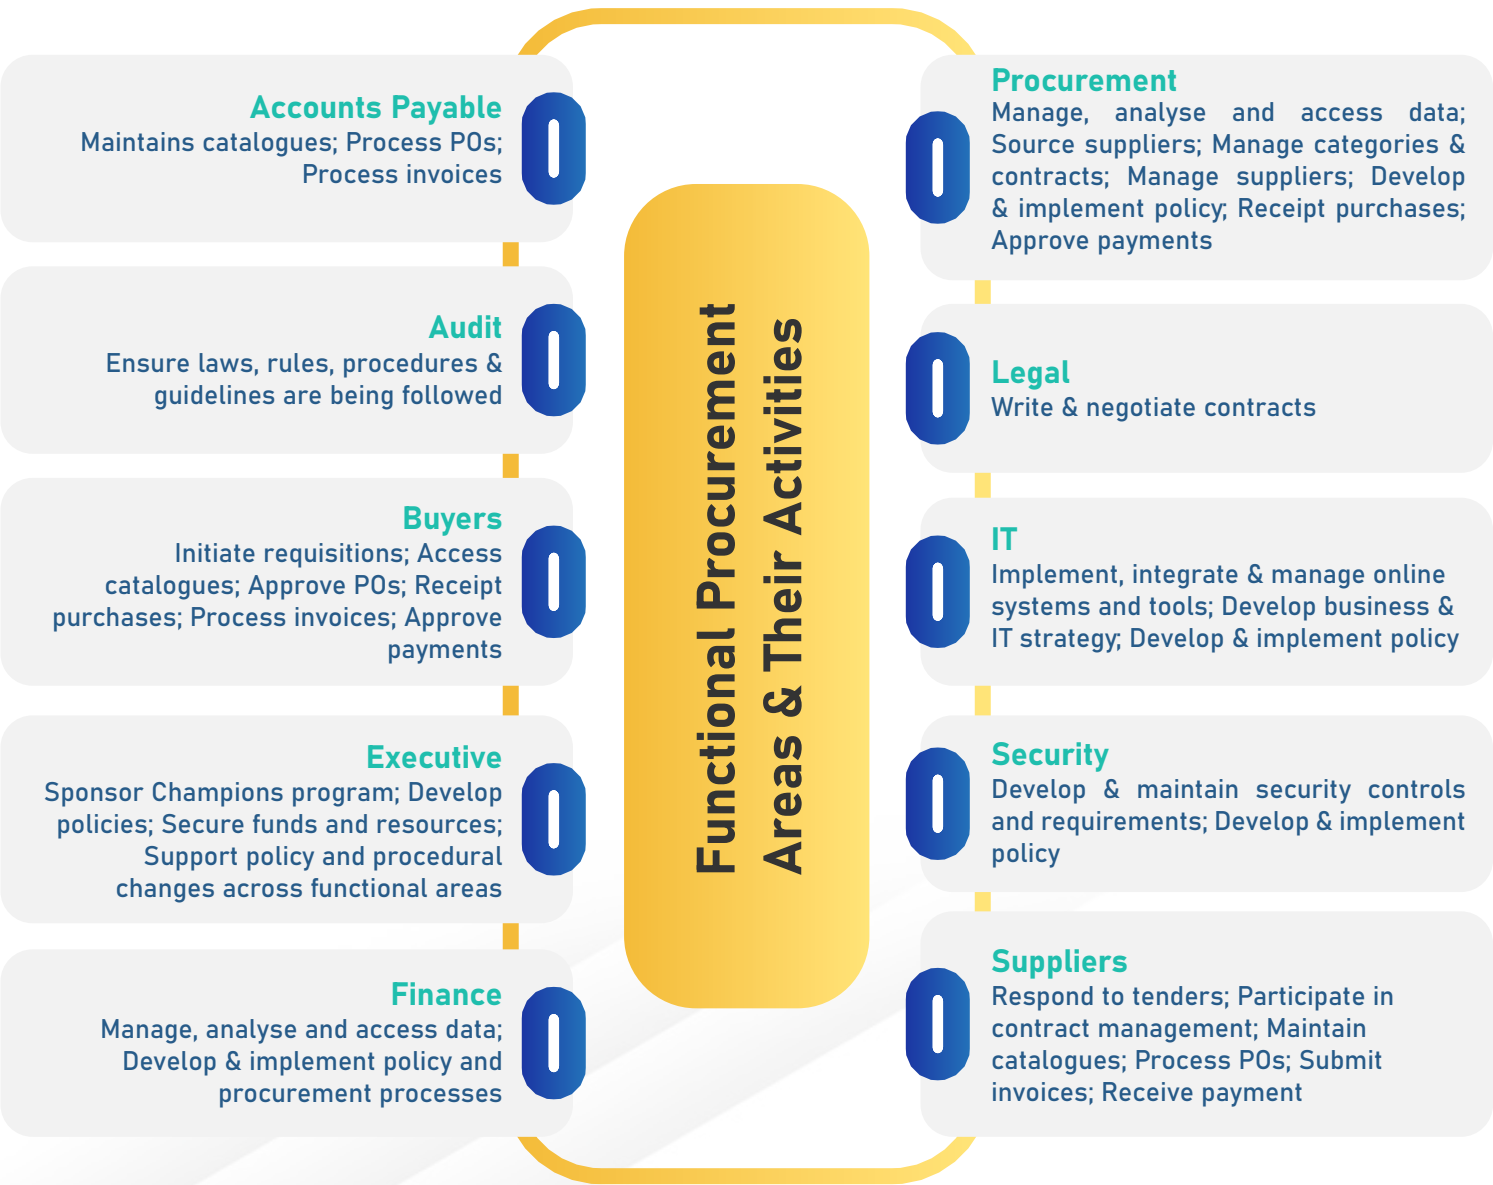 Accounts Payable
Maintains catalogues; Process POs;
Process invoices
Audit
Ensure laws, rules, procedures &
guidelines are being followed
Buyers
Initiate requisitions; Access
catalogues; Approve POs; Receipt
purchases; Process invoices; Approve
payments
Executive
Sponsor Champions program; Develop
policies; Secure funds and resources;
Support policy and procedural
changes across functional areas
Finance
Manage, analyse and access data;
Develop & implement policy and
procurement processes
Functional Procurement
Areas & Their Activities
Procurement
Manage, analyse and access data;
Source suppliers; Manage categories &
contracts; Manage suppliers; Develop
& implement policy; Receipt purchases;
Approve payments
Legal
Write & negotiate contracts
IT
Implement, integrate & manage online
systems and tools; Develop business &
IT strategy; Develop & implement policy
Security
Develop & maintain security controls
and requirements; Develop & implement
policy
Suppliers
Respond to tenders; Participate in
contract management; Maintain
catalogues; Process POs; Submit
invoices; Receive payment